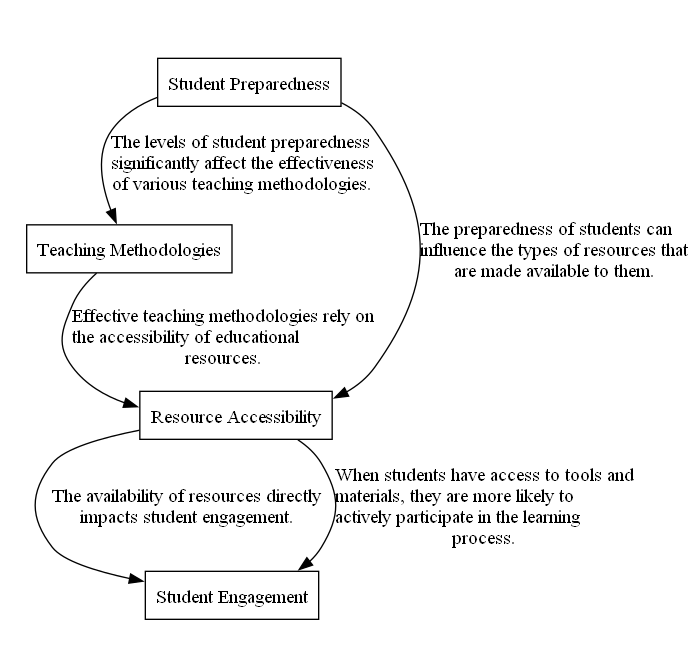 Student Preparedness
The levels of student preparedness
significantly affect the effectiveness
of various teaching methodologies.
The preparedness of students can
influence the types of resources that
are made available to them.
Teaching Methodologies
Effective teaching methodologies rely on
the accessibility of educational
resources.
Resource Accessibility
The availability of resources directly
impacts student engagement.
When students have access to tools and
materials, they are more likely to
actively participate in the learning
process.
Student Engagement